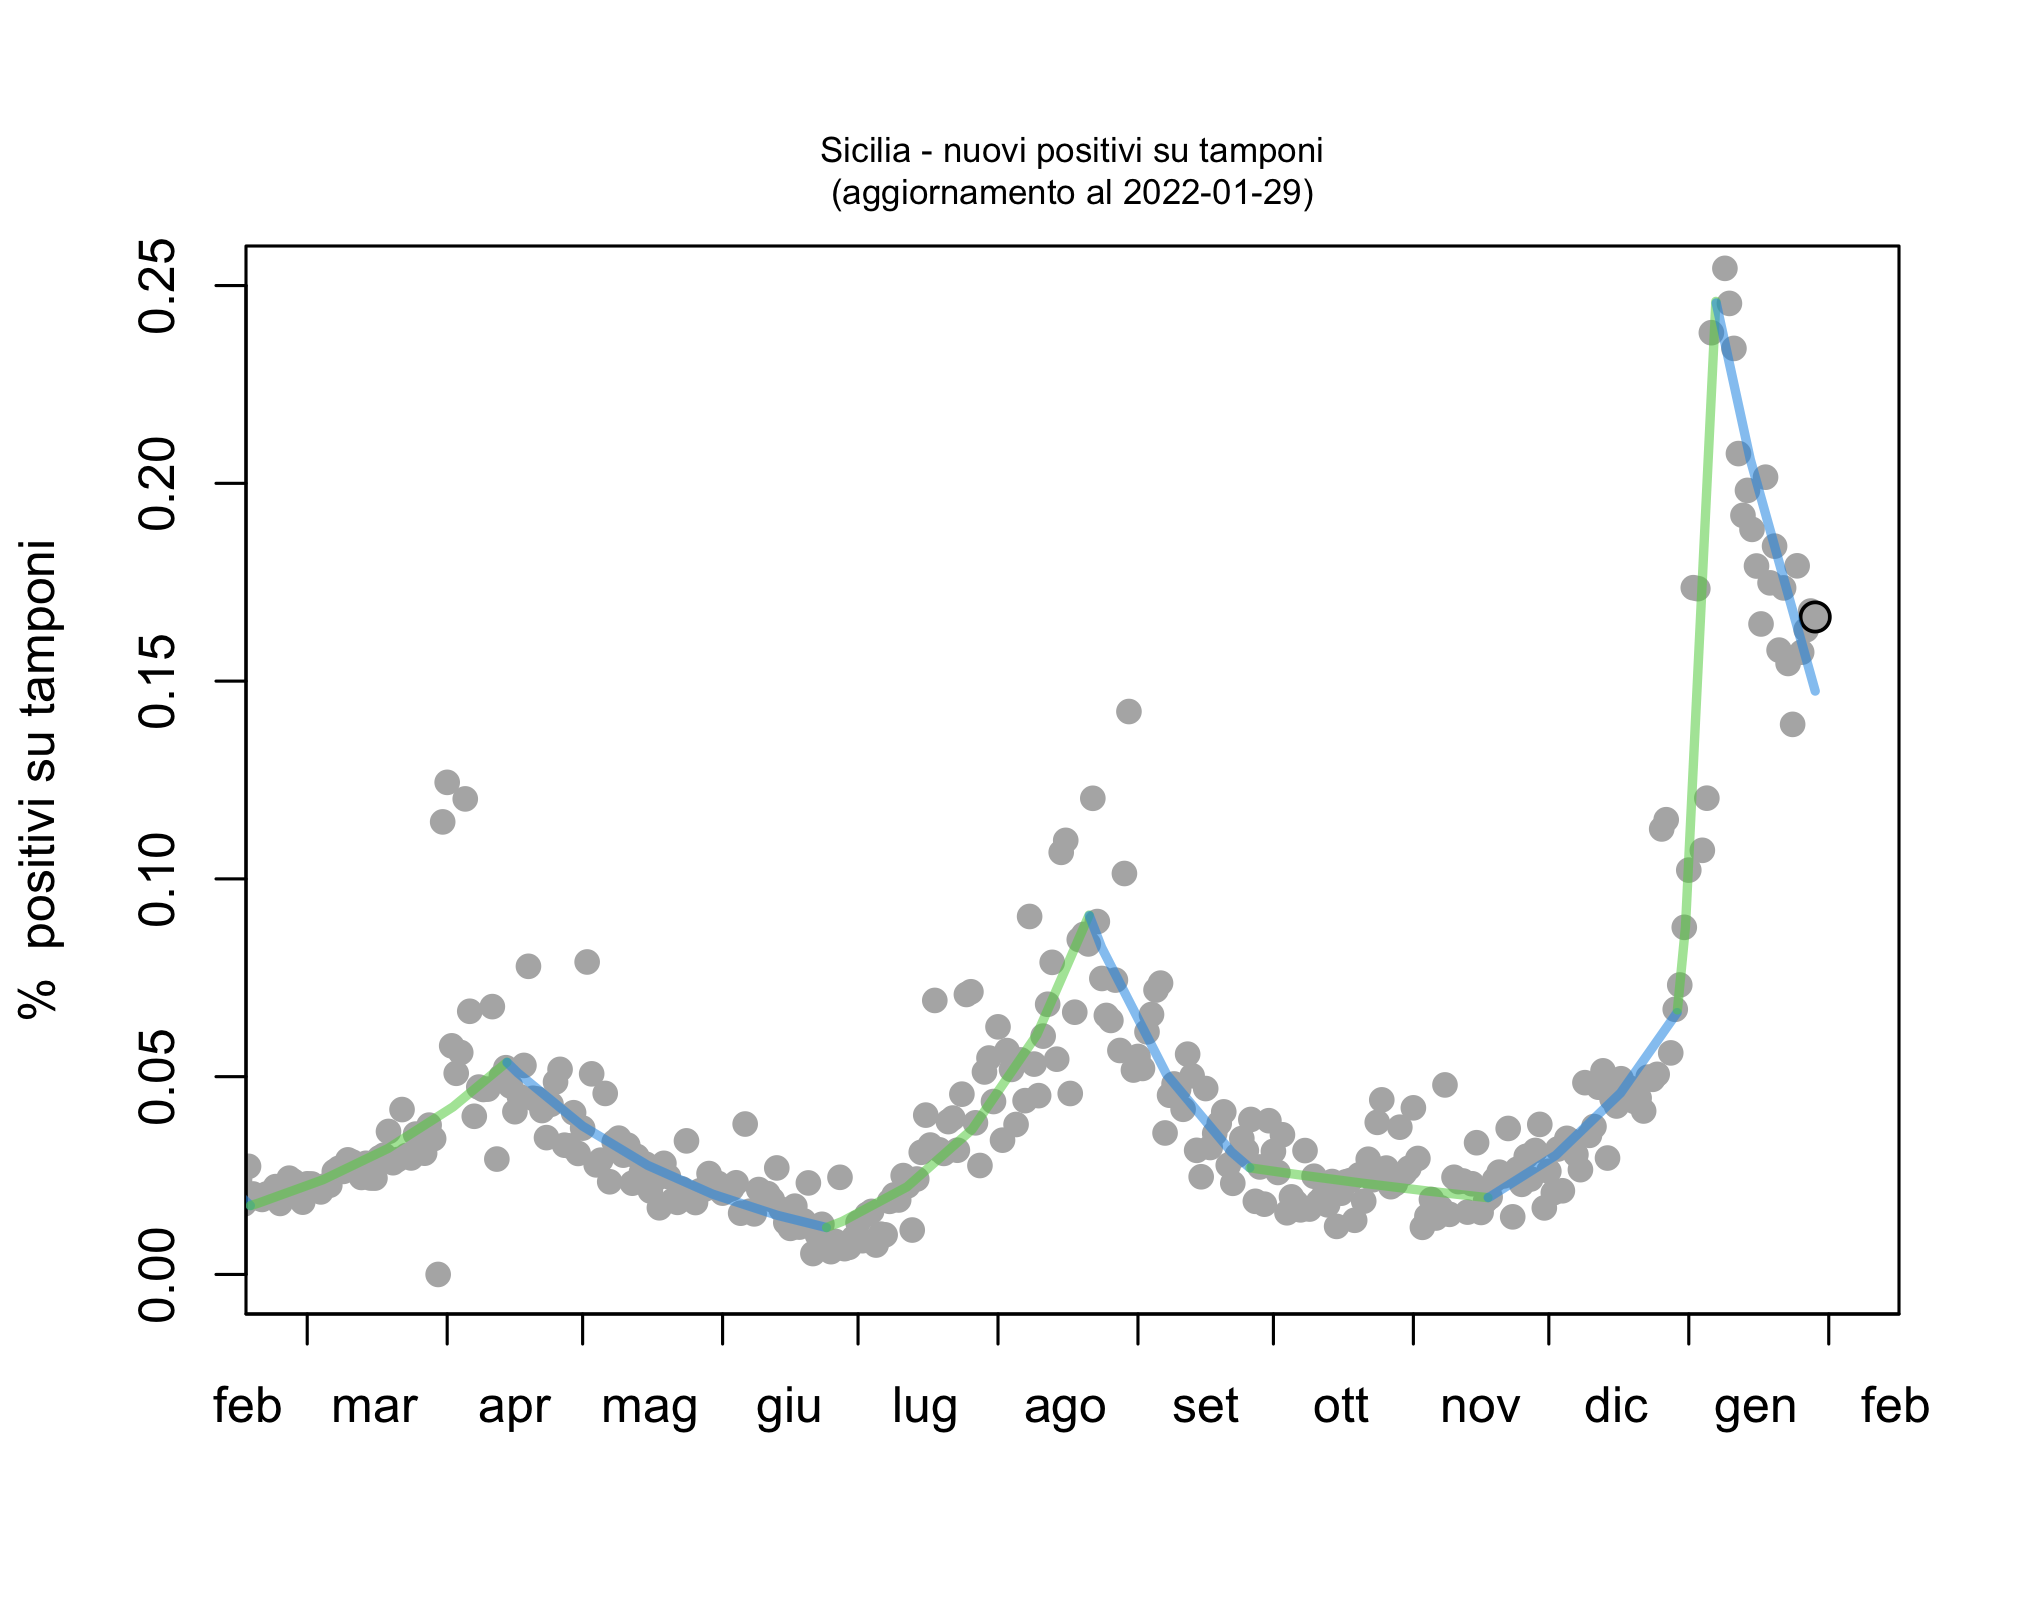 Sicilia - nuovi positivi su tamponi
(aggiornamento al 2022-01-29)
% positivi su tamponi
0.25
0.20
0.15
0.10
0.05
0.00
feb mar apr mag giu lug ago set ott nov dic gen feb